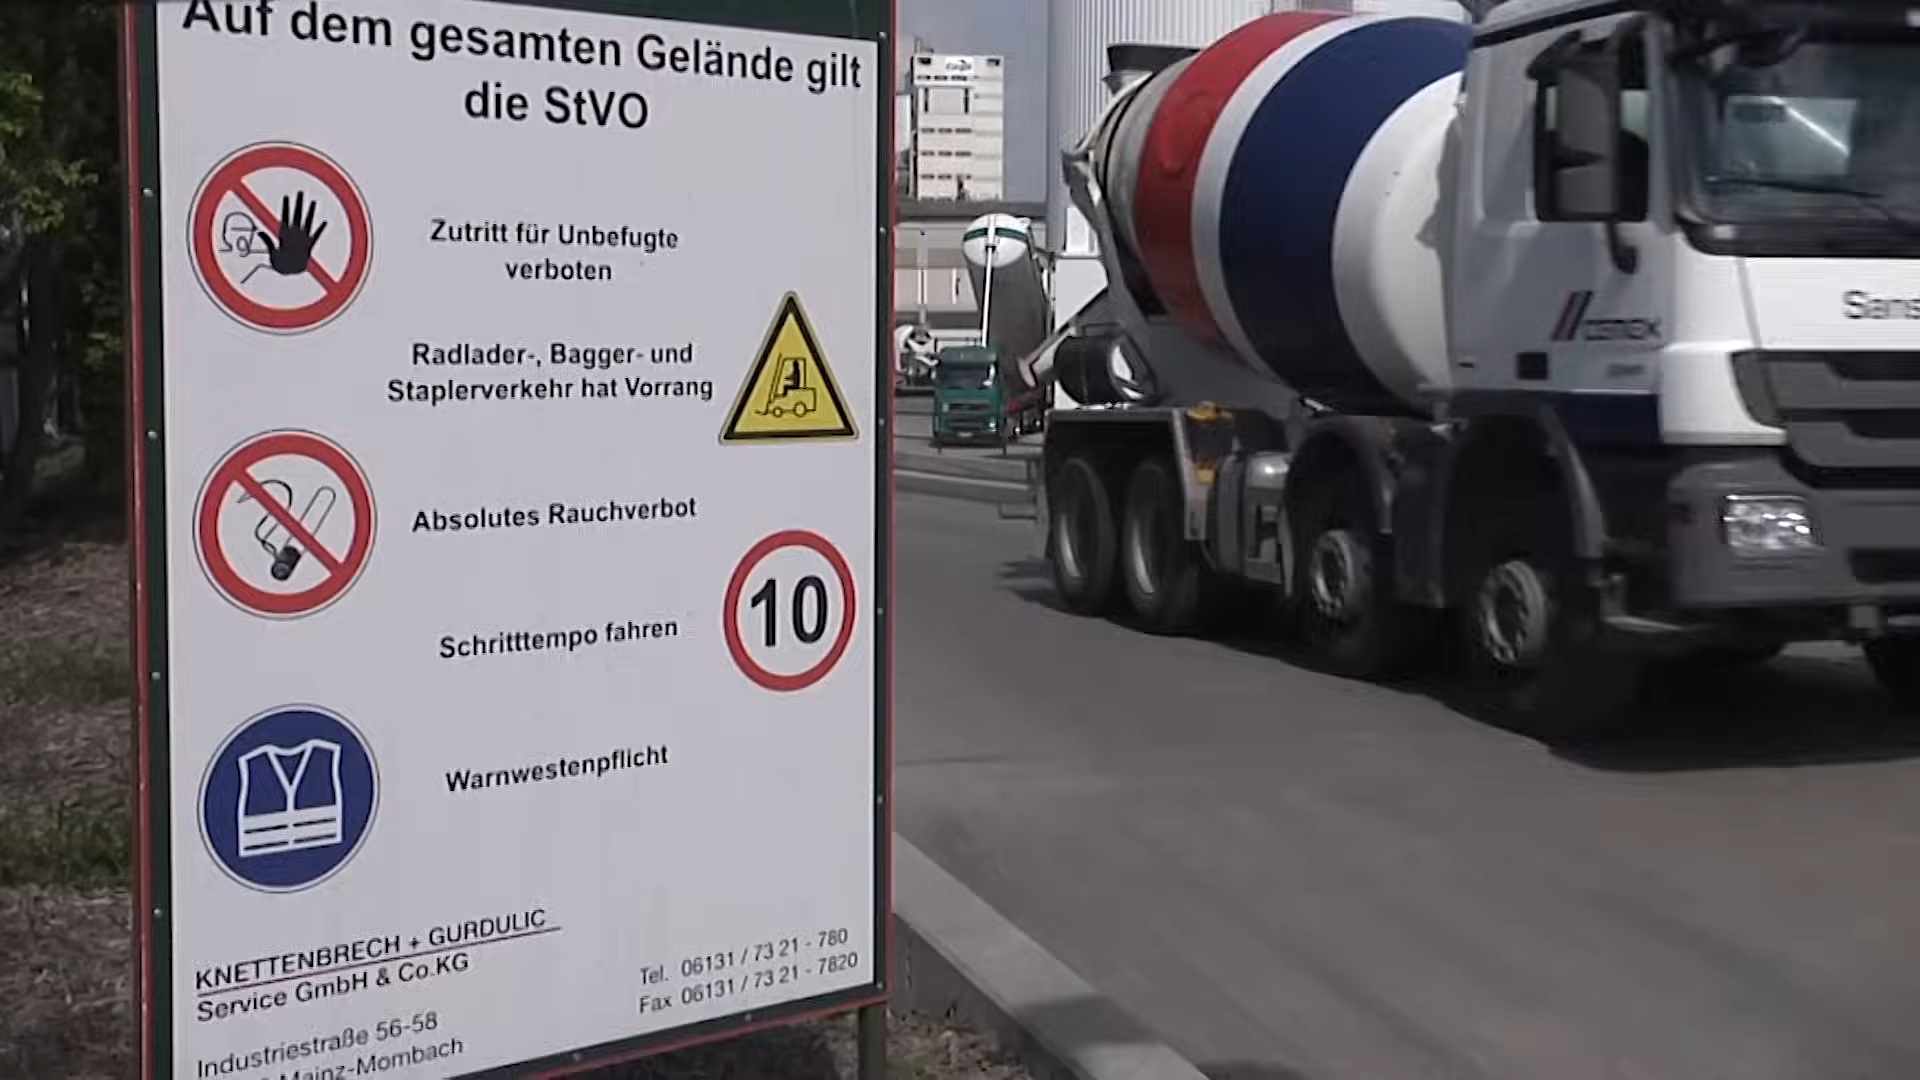 Auf dem gesamten Gelände gilt
die StVO
Zutritt für Unbefugte
verboten
Radlader-, Bagger- und
Staplerverkehr hat Vorrang
Absolutes Rauchverbot
10
Schritttempo fahren
Warnwestenpflicht
KNETTENBRECH + GURDULIC
Service GmbH & Co.KG
Industriestraße 56-58
Mainz-Mombach
Tel. 06131 / 73 21 - 780
Fax 06131 / 73 21 - 7820
CEMEX
Sans